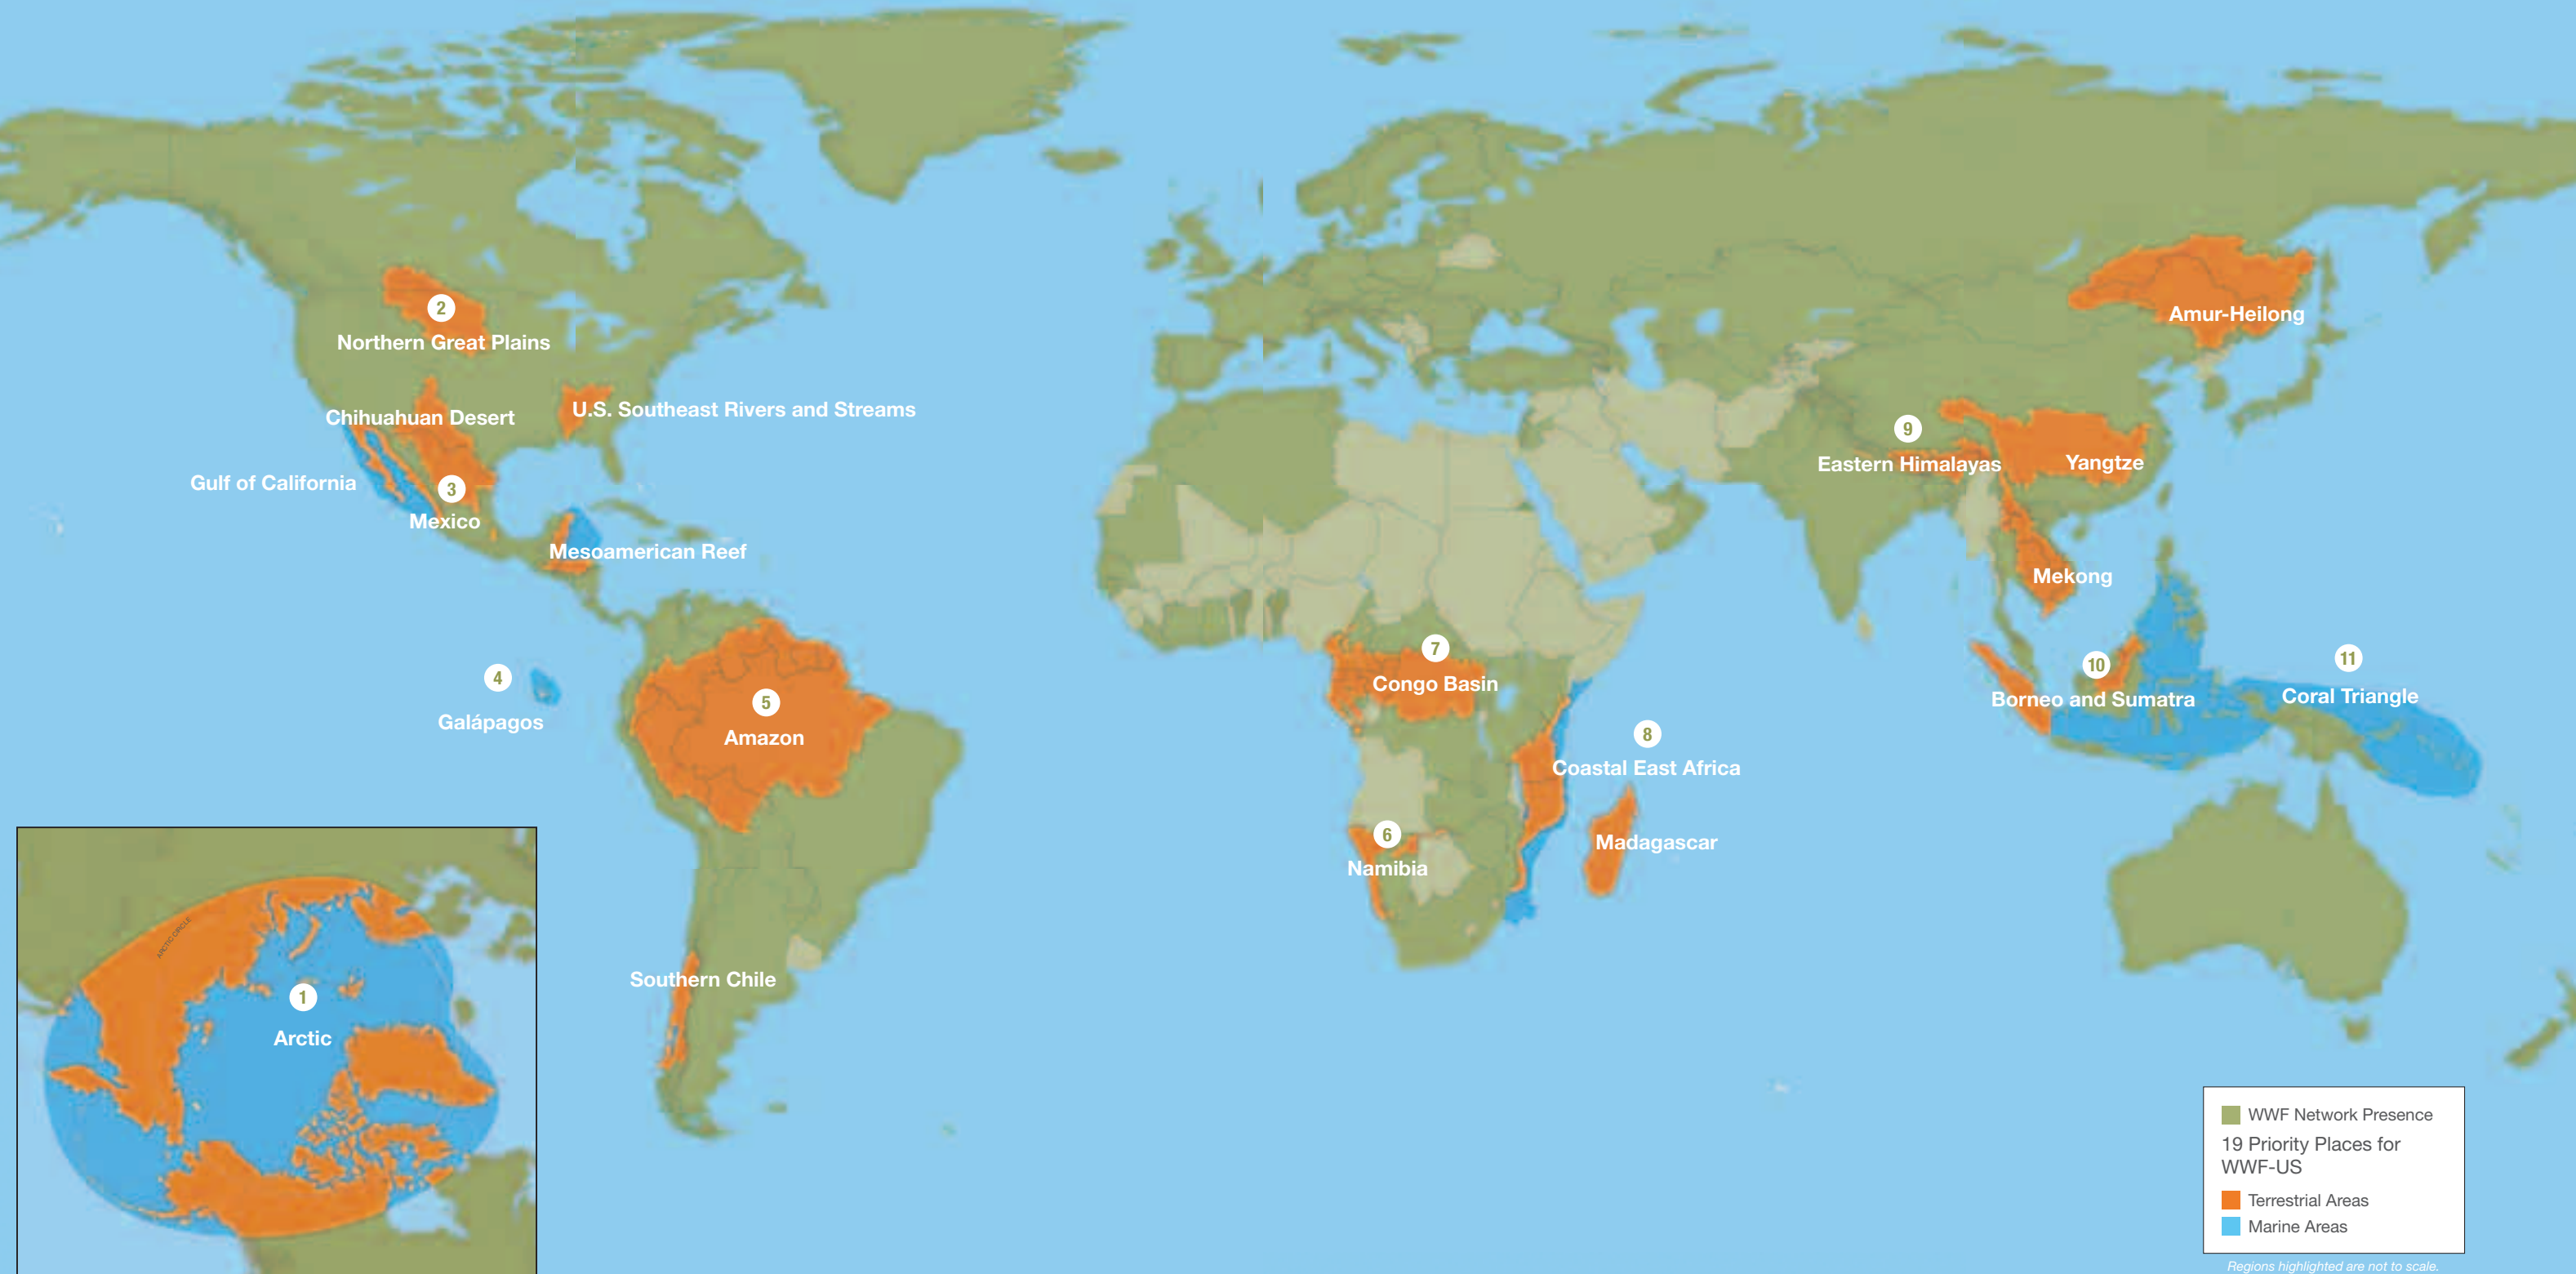 2
Northern Great Plains
Chihuahuan Desert
U.S. Southeast Rivers and Streams
Gulf of California
3
Mexico
Mesoamerican Reef
4
Galápagos
5
Amazon
Southern Chile
ARCTIC CIRCLE
1
Arctic
7
Congo Basin
8
Coastal East Africa
6
Namibia
Madagascar
Amur-Heilong
9
Eastern Himalayas
Yangtze
Mekong
10
Borneo and Sumatra
11
Coral Triangle
WWF Network Presence
19 Priority Places for
WWF-US
Terrestrial Areas
Marine Areas
Regions highlighted are not to scale.